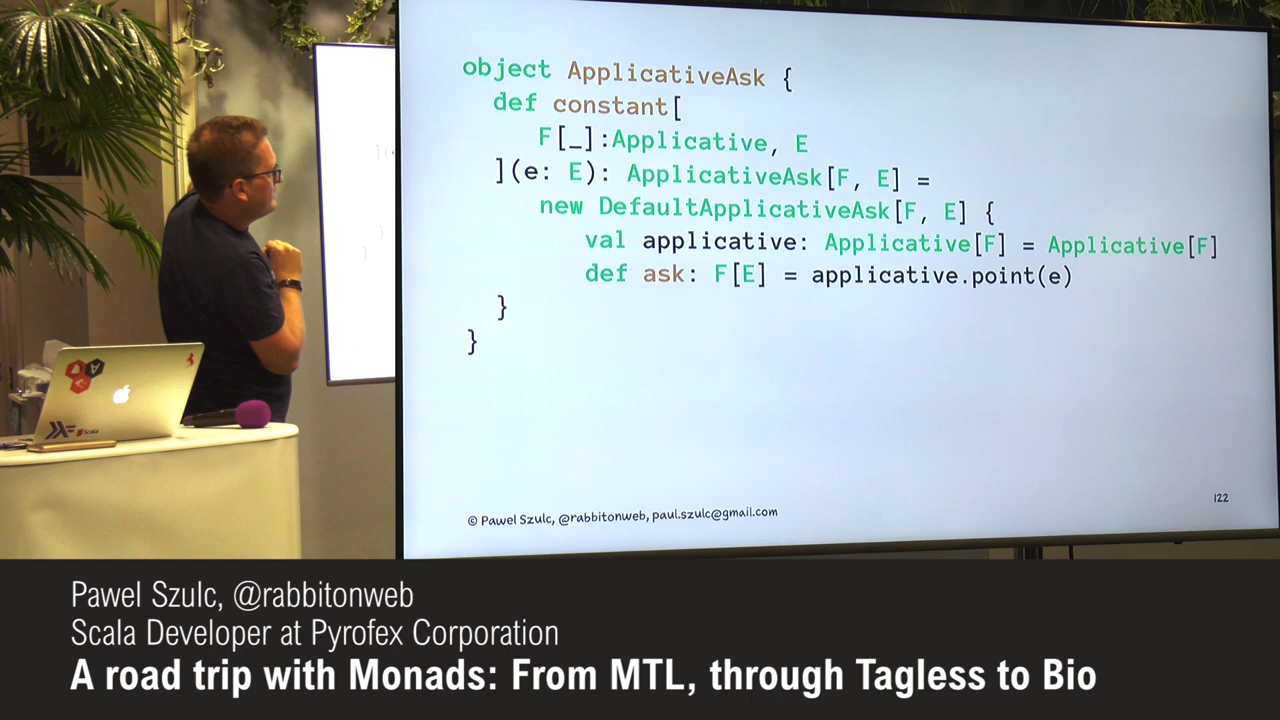 object ApplicativeAsk {
def constant[
F[_]:Applicative, E
](e: E): ApplicativeAsk[F, E] =
new DefaultApplicativeAsk[F, E] {
val applicative: Applicative[F] = Applicative[F]
def ask: F[E] = applicative.point(e)
}
}
122
© Pawel Szulc, @rabbitonweb, paul.szulc@gmail.com
Pawel Szulc, @rabbitonweb
Scala Developer at Pyrofex Corporation
A road trip with Monads: From MTL, through Tagless to Bio